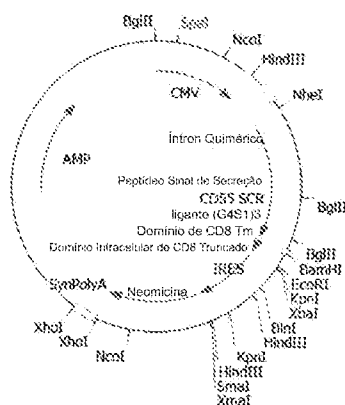 BglII
SpeI
NcoI
HindIII
NheI
CMV
Íntron Quimérico
AMP
Peptídeo Sinal de Secreção
CD55 SCR
ligante (G4S1)3
Domínio de CD8 Tm
Domínio Intracelular de CD8 Truncado
IRES
SynPolyA
Neomicina
BglII
BglII
BamHI
EcoRI
KpnI
XbaI
BlnI
HindIII
KpnI
HindIII
SmaI
XmaI
NcoI
XhoI
XhoI